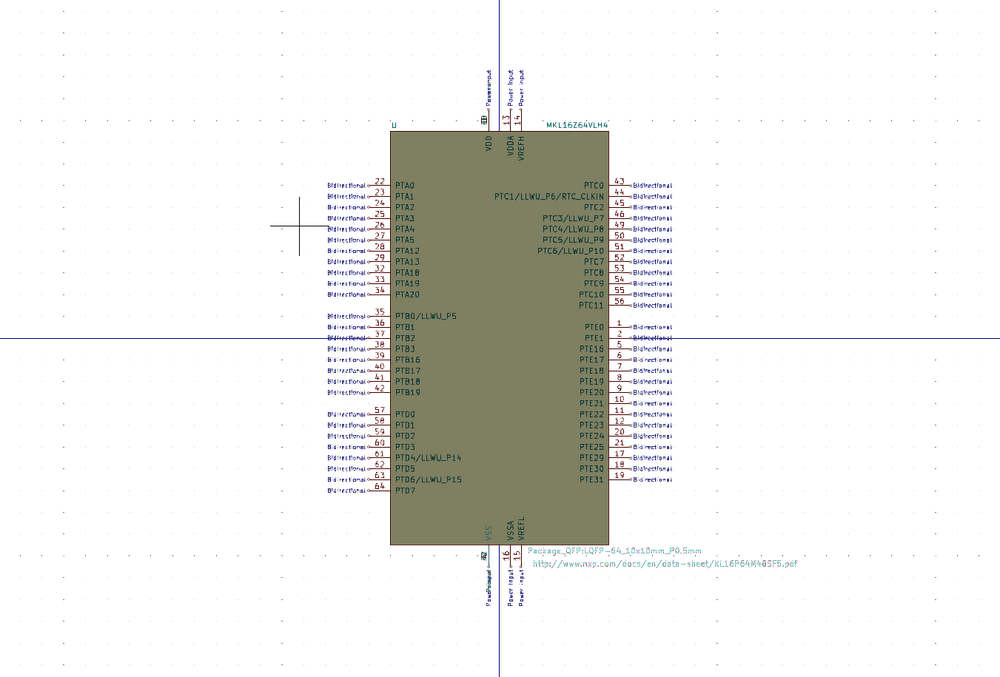 Power Input
Power Input
13
14
U
MKL16Z64VLH4
VDD
VDDA
VREFH
Bidirectional 22 PTA0 PTC0 43 Bidirectional
Bidirectional 23 PTA1 PTC1/LLWU_P6/RTC_CLKIN 44 Bidirectional
Bidirectional 24 PTA2 PTC2 45 Bidirectional
Bidirectional 25 PTA3 PTC3/LLWU_P7 46 Bidirectional
Bidirectional 26 PTA4 PTC4/LLWU_P8 49 Bidirectional
Bidirectional 27 PTA5 PTC5/LLWU_P9 50 Bidirectional
Bidirectional 28 PTA12 PTC6/LLWU_P10 51 Bidirectional
Bidirectional 29 PTA13 PTC7 52 Bidirectional
Bidirectional 32 PTA18 PTC8 53 Bidirectional
Bidirectional 33 PTA19 PTC9 54 Bidirectional
Bidirectional 34 PTA20 PTC10 55 Bidirectional
PTC11 56 Bidirectional
Bidirectional 35 PTB0/LLWU_P5
Bidirectional 36 PTB1 PTE0 1 Bidirectional
Bidirectional 37 PTB2 PTE1 2 Bidirectional
Bidirectional 38 PTB3 PTE16 5 Bidirectional
Bidirectional 39 PTB16 PTE17 6 Bidirectional
Bidirectional 40 PTB17 PTE18 7 Bidirectional
Bidirectional 41 PTB18 PTE19 8 Bidirectional
Bidirectional 42 PTB19 PTE20 9 Bidirectional
PTE21 10 Bidirectional
Bidirectional 57 PTD0 PTE22 11 Bidirectional
Bidirectional 58 PTD1 PTE23 12 Bidirectional
Bidirectional 59 PTD2 PTE24 20 Bidirectional
Bidirectional 60 PTD3 PTE25 21 Bidirectional
Bidirectional 61 PTD4/LLWU_P14 PTE29 17 Bidirectional
Bidirectional 62 PTD5 PTE30 18 Bidirectional
Bidirectional 63 PTD6/LLWU_P15 PTE31 19 Bidirectional
Bidirectional 64 PTD7
VSS
VSSA
VREFL
16
15
Package_QFP:LQFP-64_10x10mm_P0.5mm
http://www.nxp.com/docs/en/data-sheet/KL16P64M48SF5.pdf
Power Input
Power Input